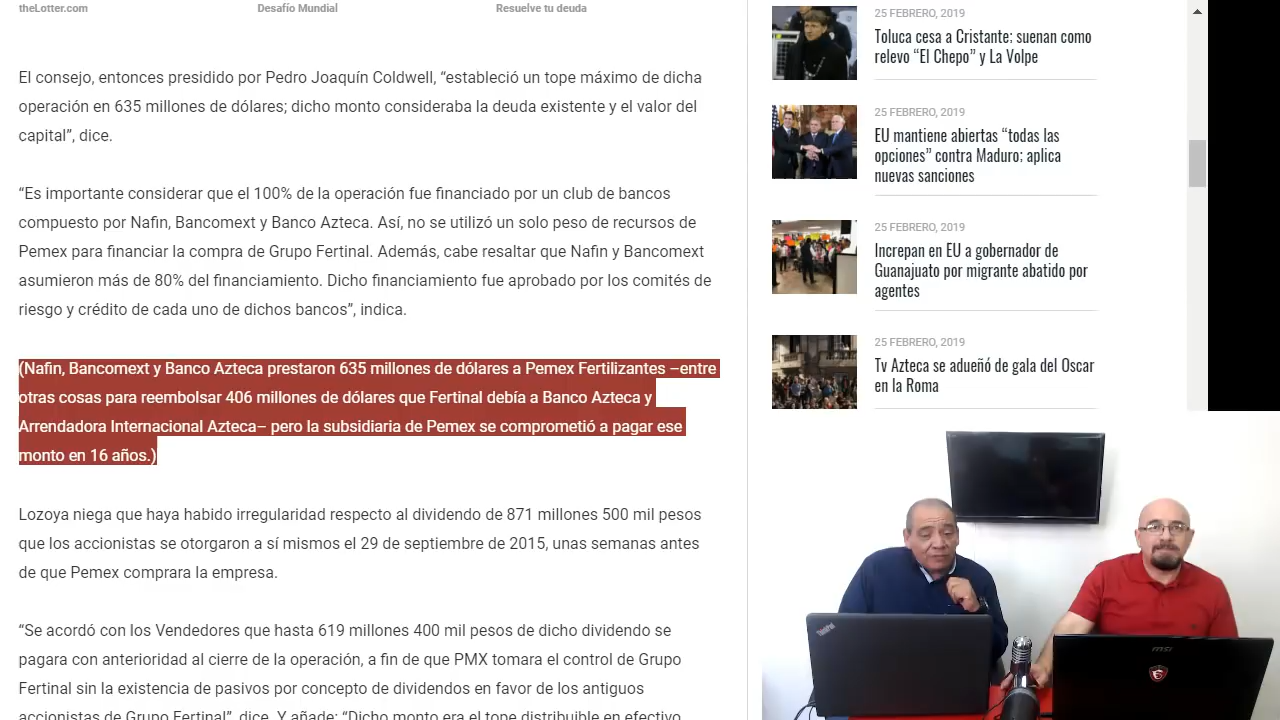 theLotter.com
Desafío Mundial
Resuelve tu deuda
El consejo, entonces presidido por Pedro Joaquín Coldwell, “estableció un tope máximo de dicha
operación en 635 millones de dólares; dicho monto consideraba la deuda existente y el valor del
capital”, dice.
“Es importante considerar que el 100% de la operación fue financiado por un club de bancos
compuesto por Nafin, Bancomext y Banco Azteca. Así, no se utilizó un solo peso de recursos de
Pemex para financiar la compra de Grupo Fertinal. Además, cabe resaltar que Nafin y Bancomext
asumieron más de 80% del financiamiento. Dicho financiamiento fue aprobado por los comités de
riesgo y crédito de cada uno de dichos bancos”, indica.
(Nafin, Bancomext y Banco Azteca prestaron 635 millones de dólares a Pemex Fertilizantes –entre
otras cosas para reembolsar 406 millones de dólares que Fertinal debía a Banco Azteca y
Arrendadora Internacional Azteca– pero la subsidiaria de Pemex se comprometió a pagar ese
monto en 16 años.)
Lozoya niega que haya habido irregularidad respecto al dividendo de 871 millones 500 mil pesos
que los accionistas se otorgaron a sí mismos el 29 de septiembre de 2015, unas semanas antes
de que Pemex comprara la empresa.
“Se acordó con los Vendedores que hasta 619 millones 400 mil pesos de dicho dividendo se
pagara con anterioridad al cierre de la operación, a fin de que PMX tomara el control de Grupo
Fertinal sin la existencia de pasivos por concepto de dividendos en favor de los antiguos
accionistas de Grupo Fertinal”, dice. Y añade: “Dicho monto era el tope distribuible en efectivo
25 FEBRERO, 2019
Toluca cesa a Cristante; suenan como
relevo “El Chepo” y La Volpe
25 FEBRERO, 2019
EU mantiene abiertas “todas las
opciones” contra Maduro; aplica
nuevas sanciones
25 FEBRERO, 2019
Increpan en EU a gobernador de
Guanajuato por migrante abatido por
agentes
25 FEBRERO, 2019
Tv Azteca se adueñó de gala del Oscar
en la Roma
ThinkPad
msi